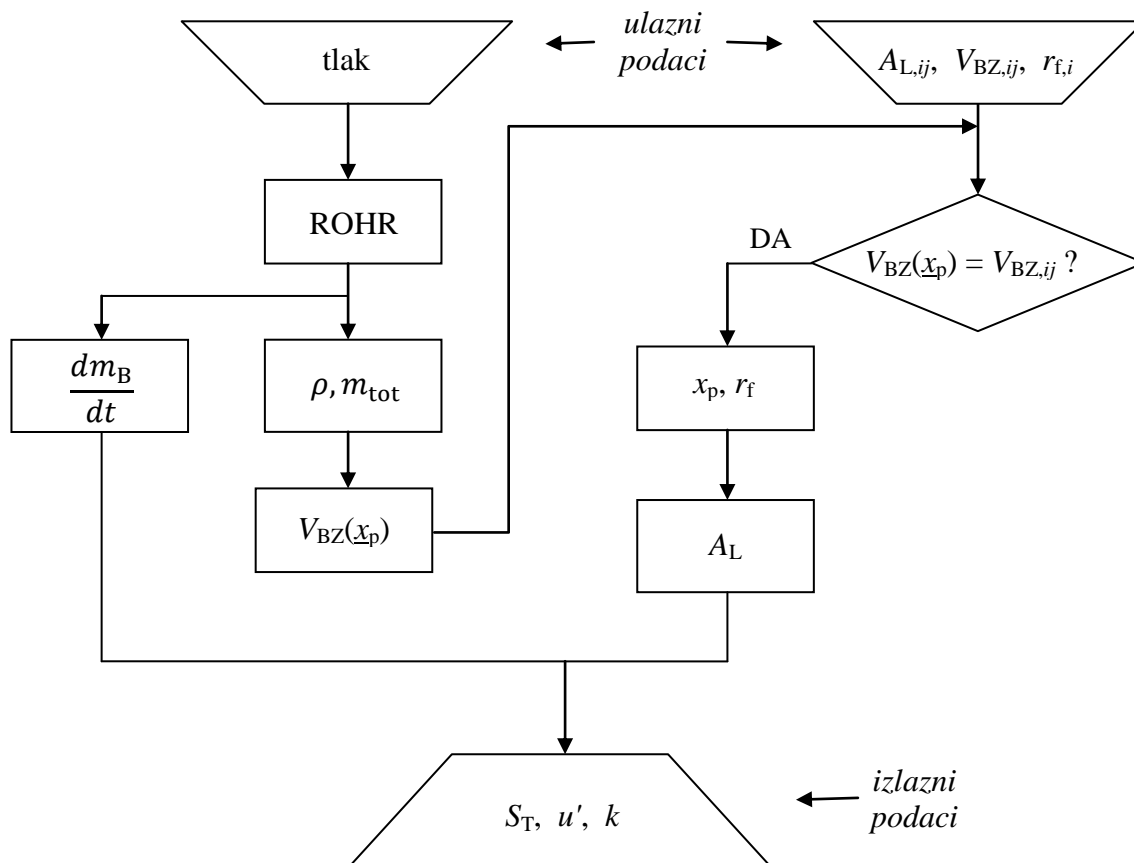 ulazni
podaci
tlak
A_L,ij, V_BZ,ij, r_f,i
ROHR
DA
V_BZ(x_p) = V_BZ,ij ?
dm_B
dt
ρ, m_tot
x_p, r_f
V_BZ(x_p)
A_L
S_T, u', k
izlazni
podaci